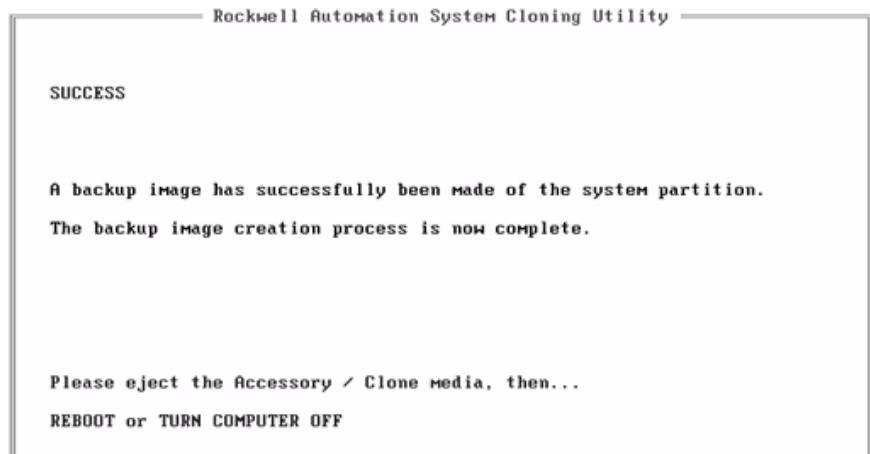 Rockwell Automation System Cloning Utility
SUCCESS
A backup image has successfully been made of the system partition.
The backup image creation process is now complete.
Please eject the Accessory / Clone media, then...
REBOOT or TURN COMPUTER OFF